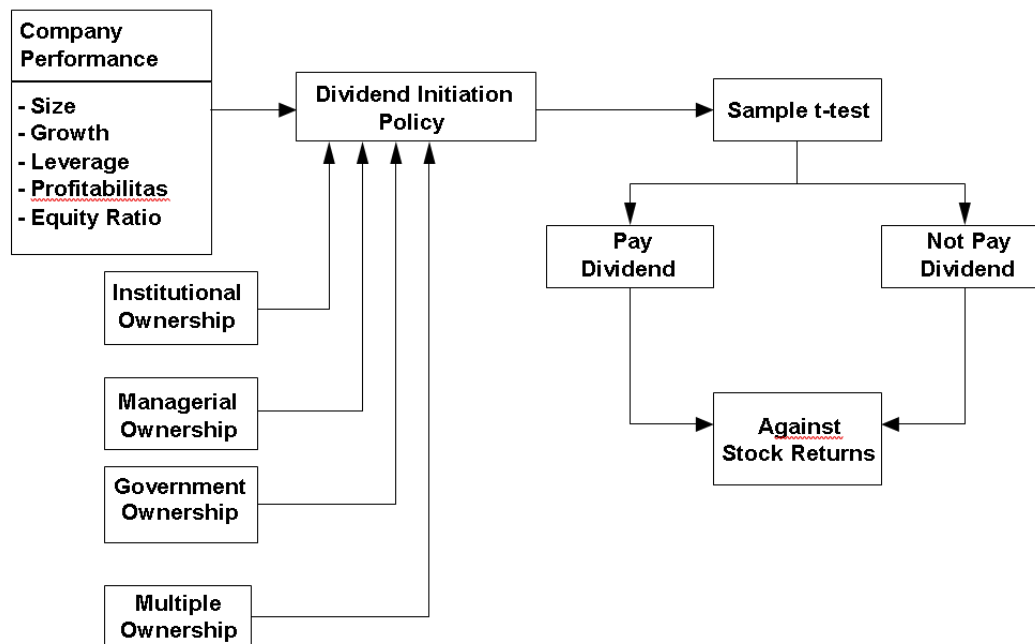 Company
Performance
- Size
- Growth
- Leverage
- Profitabilitas
- Equity Ratio
Dividend Initiation
Policy
Sample t-test
Pay
Dividend
Not Pay
Dividend
Institutional
Ownership
Managerial
Ownership
Government
Ownership
Multiple
Ownership
Against
Stock Returns